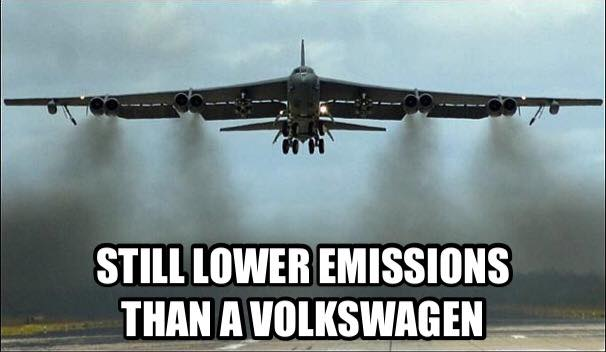 STILL LOWER EMISSIONS
THAN A VOLKSWAGEN